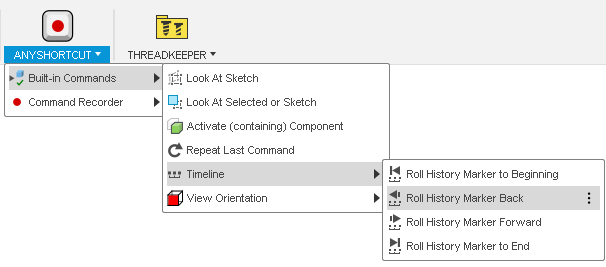 ANYSHORTCUT
THREADKEEPER
Built-in Commands
Command Recorder
Look At Sketch
Look At Selected or Sketch
Activate (containing) Component
Repeat Last Command
Timeline
View Orientation
Roll History Marker to Beginning
Roll History Marker Back
Roll History Marker Forward
Roll History Marker to End